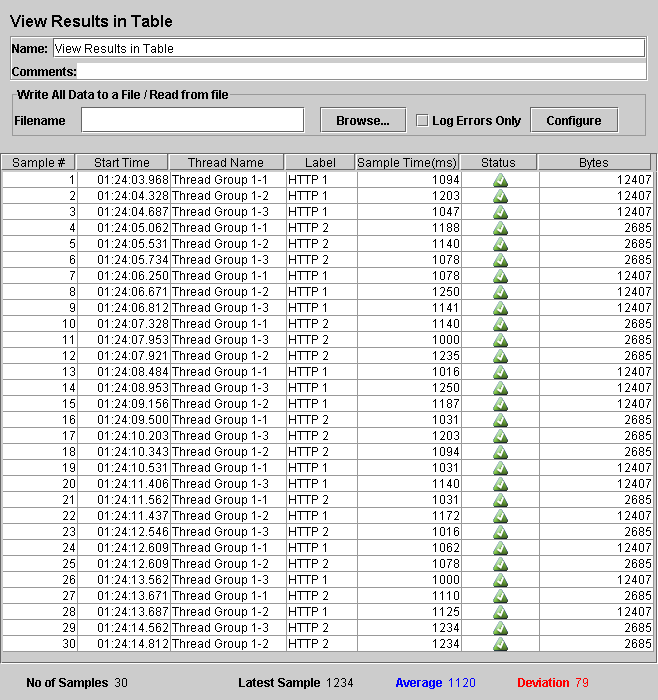 View Results in Table
Name: View Results in Table
Comments:
Write All Data to a File / Read from file
Filename Browse... Log Errors Only Configure
Sample # Start Time Thread Name Label Sample Time(ms) Status Bytes
1 01:24:03.968 Thread Group 1-1 HTTP 1 1094 12407
2 01:24:04.328 Thread Group 1-2 HTTP 1 1203 12407
3 01:24:04.687 Thread Group 1-3 HTTP 1 1047 12407
4 01:24:05.062 Thread Group 1-1 HTTP 2 1188 2685
5 01:24:05.531 Thread Group 1-2 HTTP 2 1140 2685
6 01:24:05.734 Thread Group 1-3 HTTP 2 1078 2685
7 01:24:06.250 Thread Group 1-1 HTTP 1 1078 12407
8 01:24:06.671 Thread Group 1-2 HTTP 1 1250 12407
9 01:24:06.812 Thread Group 1-3 HTTP 1 1141 12407
10 01:24:07.328 Thread Group 1-1 HTTP 2 1140 2685
11 01:24:07.953 Thread Group 1-3 HTTP 2 1000 2685
12 01:24:07.921 Thread Group 1-2 HTTP 2 1235 2685
13 01:24:08.484 Thread Group 1-1 HTTP 1 1016 12407
14 01:24:08.953 Thread Group 1-3 HTTP 1 1250 12407
15 01:24:09.156 Thread Group 1-2 HTTP 1 1187 12407
16 01:24:09.500 Thread Group 1-1 HTTP 2 1031 2685
17 01:24:10.203 Thread Group 1-3 HTTP 2 1203 2685
18 01:24:10.343 Thread Group 1-2 HTTP 2 1094 2685
19 01:24:10.531 Thread Group 1-1 HTTP 1 1031 12407
20 01:24:11.406 Thread Group 1-3 HTTP 1 1140 12407
21 01:24:11.562 Thread Group 1-1 HTTP 2 1031 2685
22 01:24:11.437 Thread Group 1-2 HTTP 1 1172 12407
23 01:24:12.546 Thread Group 1-3 HTTP 2 1016 2685
24 01:24:12.609 Thread Group 1-1 HTTP 1 1062 12407
25 01:24:12.609 Thread Group 1-2 HTTP 2 1078 2685
26 01:24:13.562 Thread Group 1-3 HTTP 1 1000 12407
27 01:24:13.671 Thread Group 1-1 HTTP 2 1110 2685
28 01:24:13.687 Thread Group 1-2 HTTP 1 1125 12407
29 01:24:14.562 Thread Group 1-3 HTTP 2 1234 2685
30 01:24:14.812 Thread Group 1-2 HTTP 2 1234 2685
No of Samples 30 Latest Sample 1234 Average 1120 Deviation 79